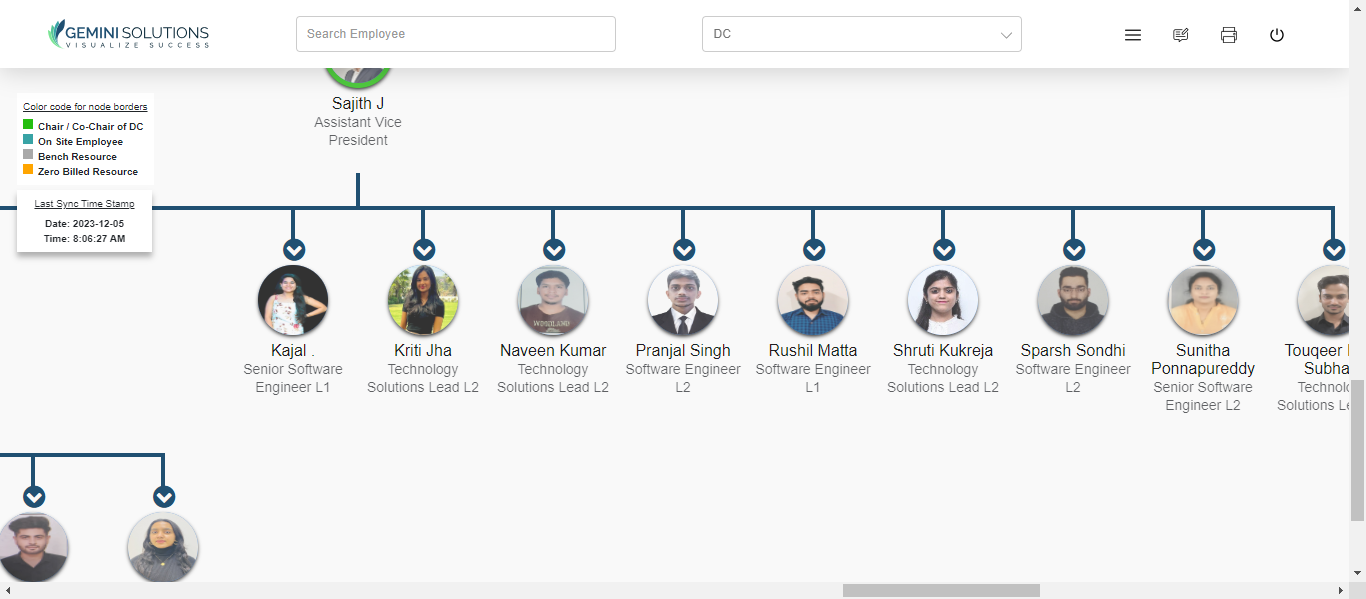 GEMINI SOLUTIONS
VISUALIZE SUCCESS
Search Employee
DC
Color code for node borders
Chair / Co-Chair of DC
On Site Employee
Bench Resource
Zero Billed Resource
Last Sync Time Stamp
Date: 2023-12-05
Time: 8:06:27 AM
Sajith J
Assistant Vice
President
Kajal .
Senior Software
Engineer L1
Kriti Jha
Technology
Solutions Lead L2
Naveen Kumar
Technology
Solutions Lead L2
WOODLAND
Pranjal Singh
Software Engineer
L2
Rushil Matta
Software Engineer
L1
Shruti Kukreja
Technology
Solutions Lead L2
Sparsh Sondhi
Software Engineer
L2
Sunitha
Ponnapureddy
Senior Software
Engineer L2
Touqeer
Subha
Technol
Solutions Le